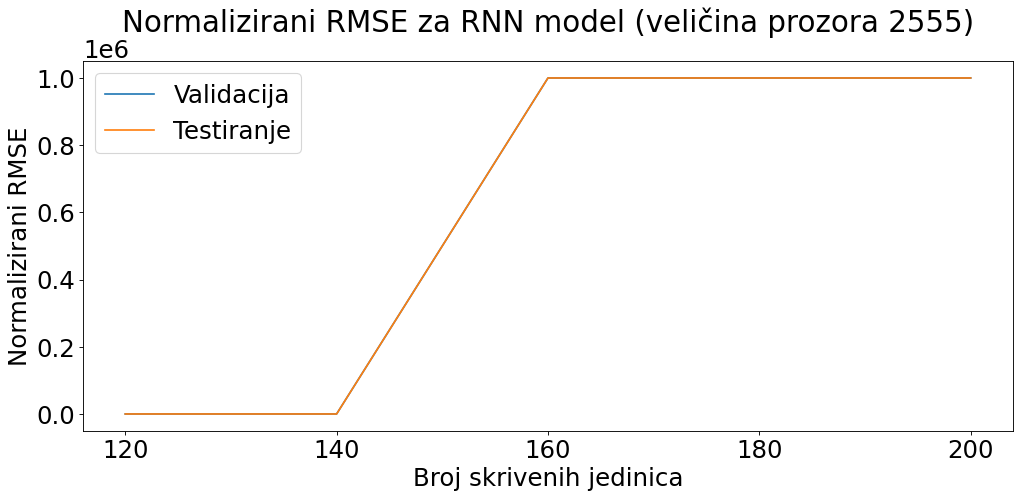 Normalizirani RMSE za RNN model (veličina prozora 2555)
1e6
Validacija
Testiranje
Normalizirani RMSE
1.0
0.8
0.6
0.4
0.2
0.0
120 140 160 180 200
Broj skrivenih jedinica